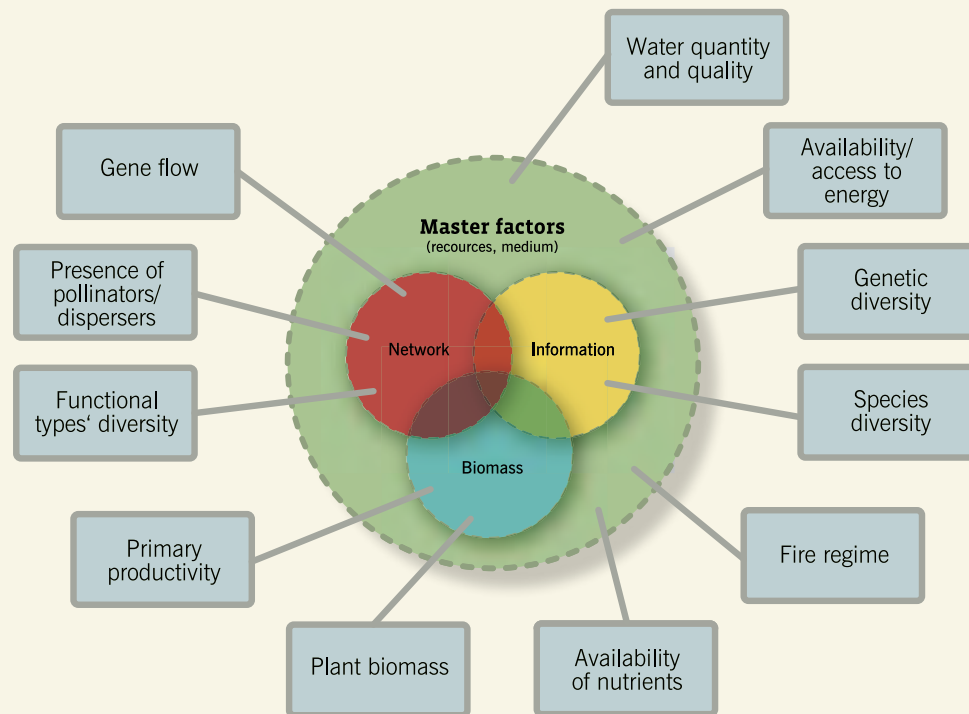 Water quantity
and quality
Gene flow
Availability/
access to
energy
Master factors
(recources, medium)
Presence of
pollinators/
dispersers
Genetic
diversity
Network
Information
Functional
types‘ diversity
Species
diversity
Biomass
Primary
productivity
Fire regime
Plant biomass
Availability
of nutrients